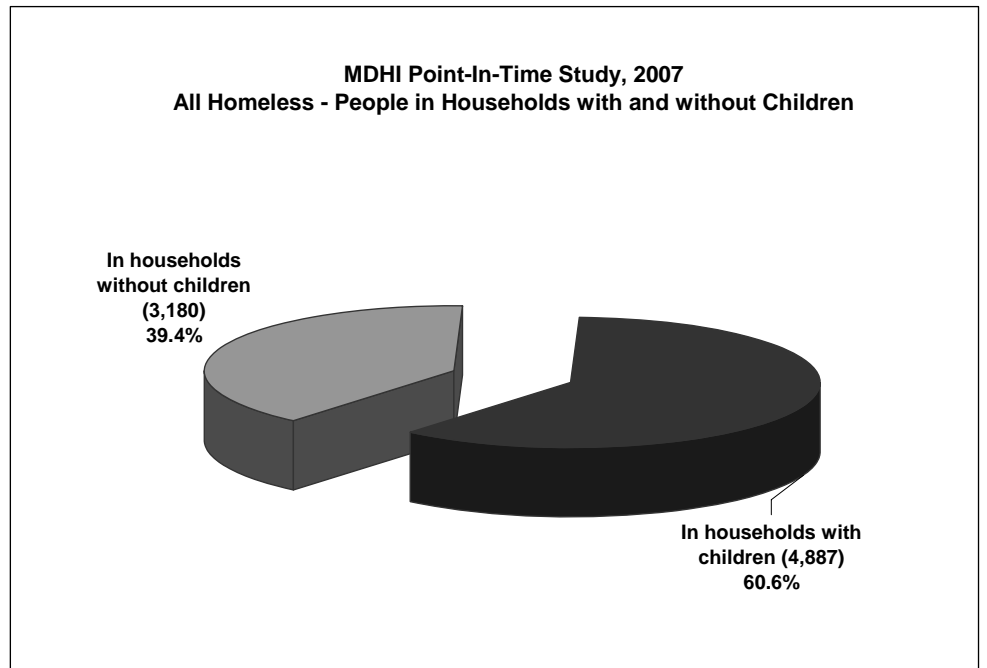 MDHI Point-In-Time Study, 2007
All Homeless - People in Households with and without Children
In households
without children
(3,180)
39.4%
In households with
children (4,887)
60.6%